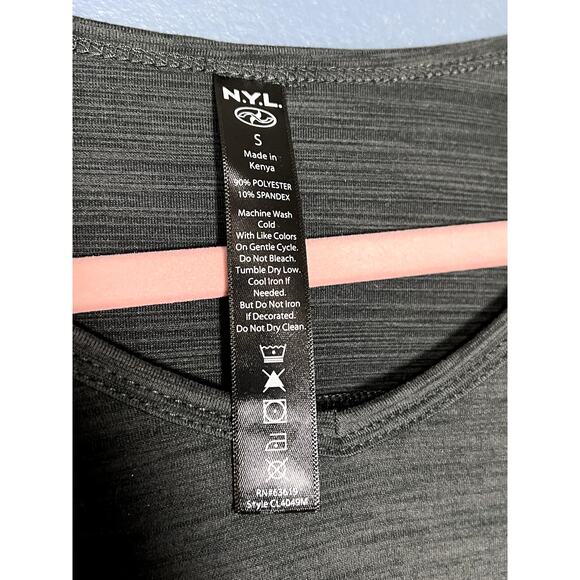 N.Y.L.
S
Made in
Kenya
90% POLYESTER
10% SPANDEX
Machine Wash
Cold
With Like Colors
On Gentle Cycle.
Do Not Bleach.
Tumble Dry Low.
Cool Iron If
Needed.
But Do Not Iron
If Decorated.
Do Not Dry Clean.
RN#63619
Style CL4049M